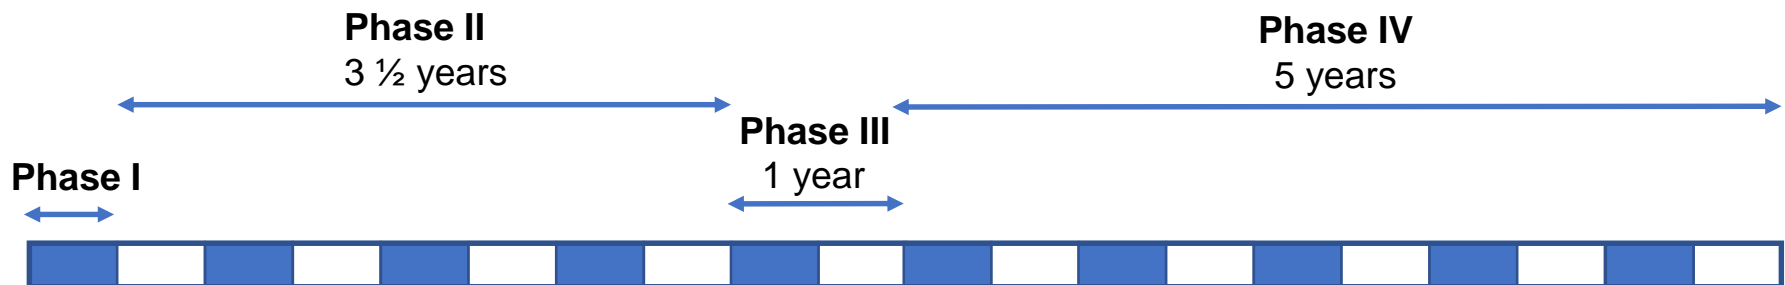 Phase I
Phase II
3 ½ years
Phase III
1 year
Phase IV
5 years